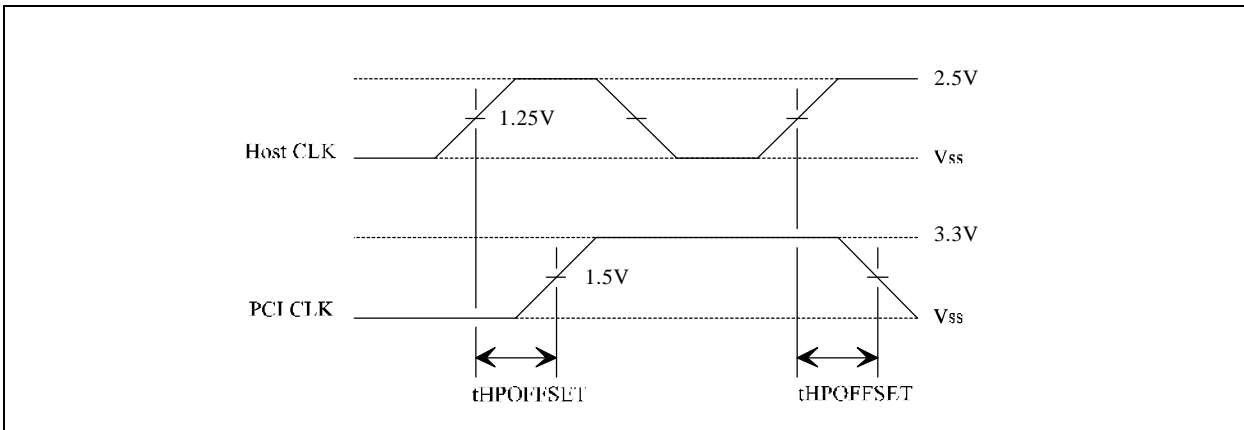 2.5V
1.25V
Host CLK
Vss
3.3V
1.5V
PCI CLK
Vss
tHPOFFSET
tHPOFFSET